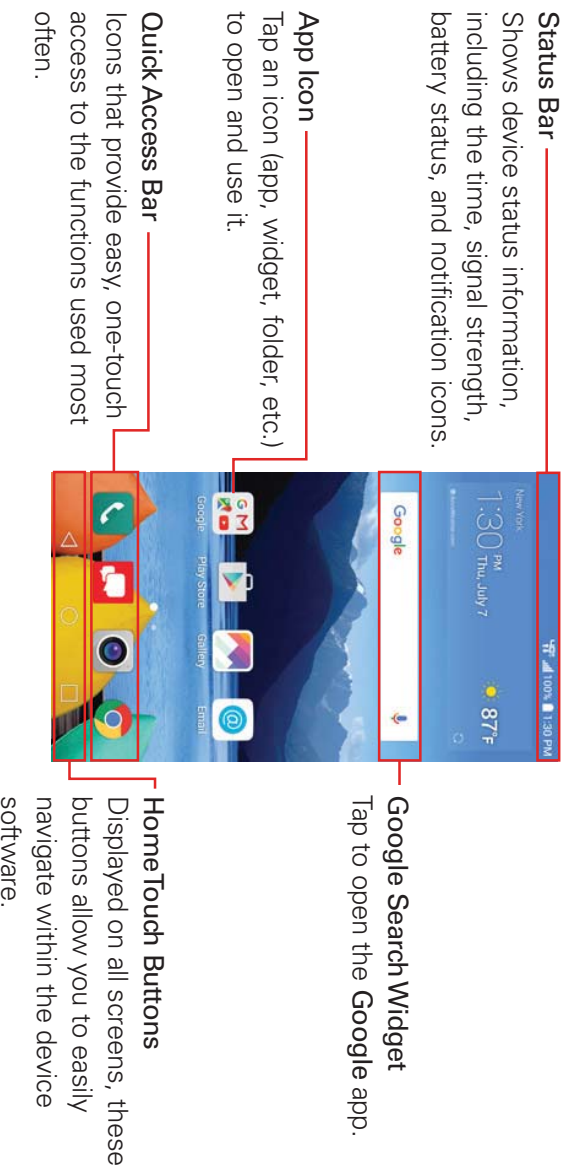 Status Bar
Shows device status information,
including the time, signal strength,
battery status, and notification icons.
App Icon
Tap an icon (app, widget, folder, etc.)
to open and use it.
Quick Access Bar
Icons that provide easy, one-touch
access to the functions used most
often.
100% 1:30 PM
New York
1:30 PM
Thu, July 7
87°F
Google
Google
Play Store
Gallery
Email
Google Search Widget
Tap to open the Google app.
Home Touch Buttons
Displayed on all screens, these
buttons allow you to easily
navigate within the device
software.